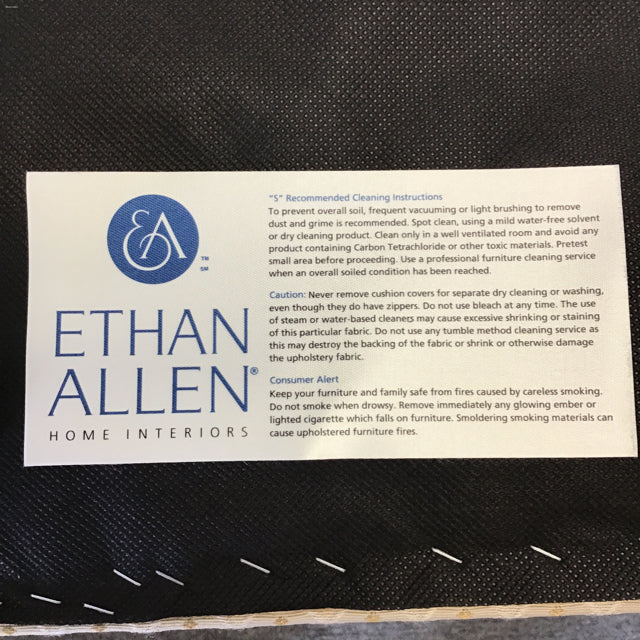 EA
TM
SM
ETHAN
ALLEN®
HOME INTERIORS
"S" Recommended Cleaning Instructions
To prevent overall soil, frequent vacuuming or light brushing to remove
dust and grime is recommended. Spot clean, using a mild water-free solvent
or dry cleaning product. Clean only in a well ventilated room and avoid any
product containing Carbon Tetrachloride or other toxic materials. Pretest
small area before proceeding. Use a professional furniture cleaning service
when an overall soiled condition has been reached.
Caution: Never remove cushion covers for separate dry cleaning or washing,
even though they do have zippers. Do not use bleach at any time. The use
of steam or water-based cleaners may cause excessive shrinking or staining
of this particular fabric. Do not use any tumble method cleaning service as
this may destroy the backing of the fabric or shrink or otherwise damage
the upholstery fabric.
Consumer Alert
Keep your furniture and family safe from fires caused by careless smoking.
Do not smoke when drowsy. Remove immediately any glowing ember or
lighted cigarette which falls on furniture. Smoldering smoking materials can
cause upholstered furniture fires.